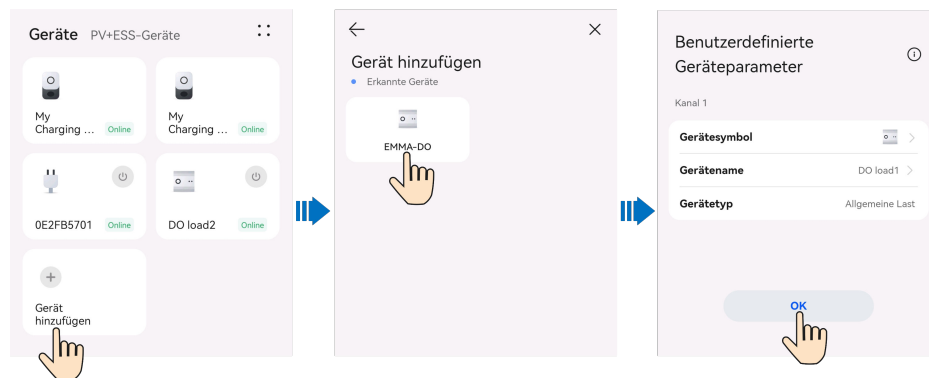 Geräte PV+ESS-Geräte
My
Charging ... Online
My
Charging ... Online
0E2FB5701 Online
DO load2 Online
Gerät
hinzufügen
Gerät hinzufügen
Erkannte Geräte
EMMA-DO
Benutzerdefinierte
Geräteparameter
Kanal 1
Gerätesymbol
Gerätename DO load1
Gerätetyp Allgemeine Last
OK